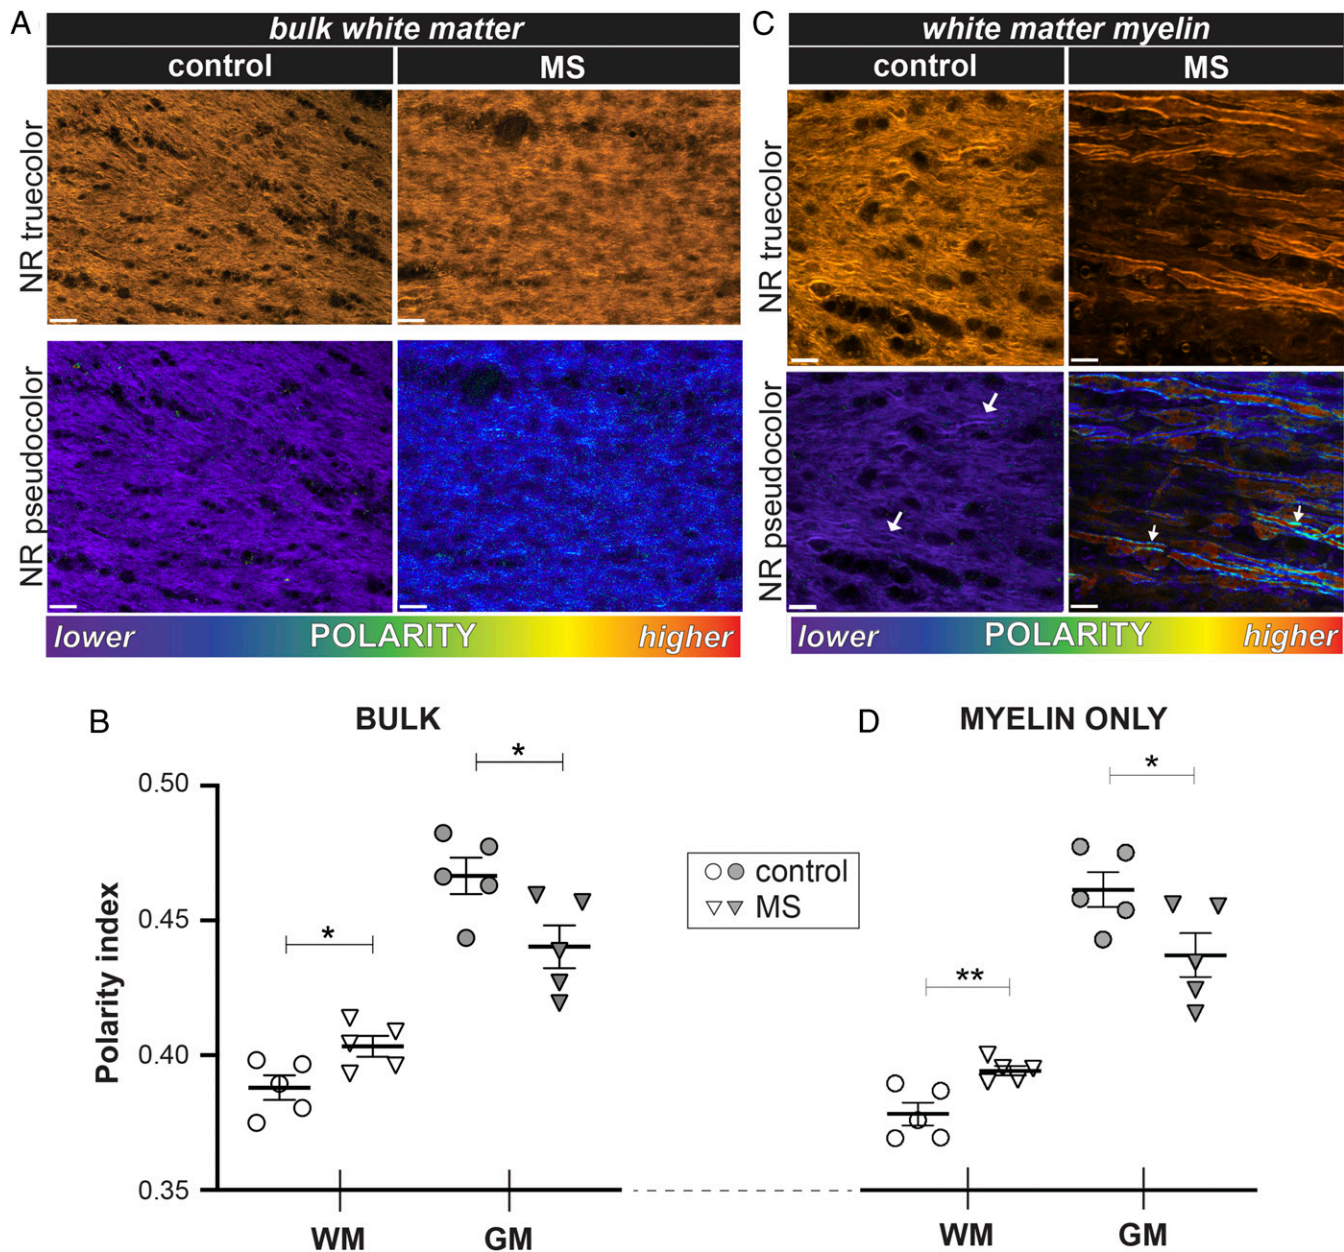 A
bulk white matter
control
MS
NR truecolor
NR pseudocolor
lower POLARITY higher
C
white matter myelin
control
MS
NR truecolor
NR pseudocolor
lower POLARITY higher
B
BULK
Polarity index
0.50
0.45
0.40
0.35
*
*
WM
GM
control
MS
D
MYELIN ONLY
**
*
WM
GM